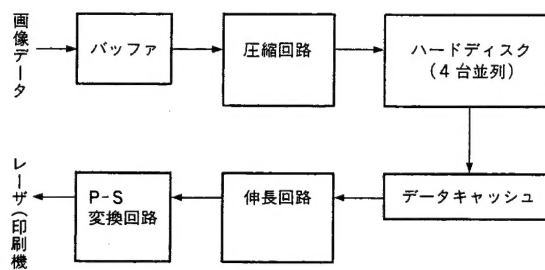 画像データ
バッファ
圧縮回路
ハードディスク
(4台並列)
レーザ(印刷機
P-S
変換回路
伸長回路
データキャッシュ